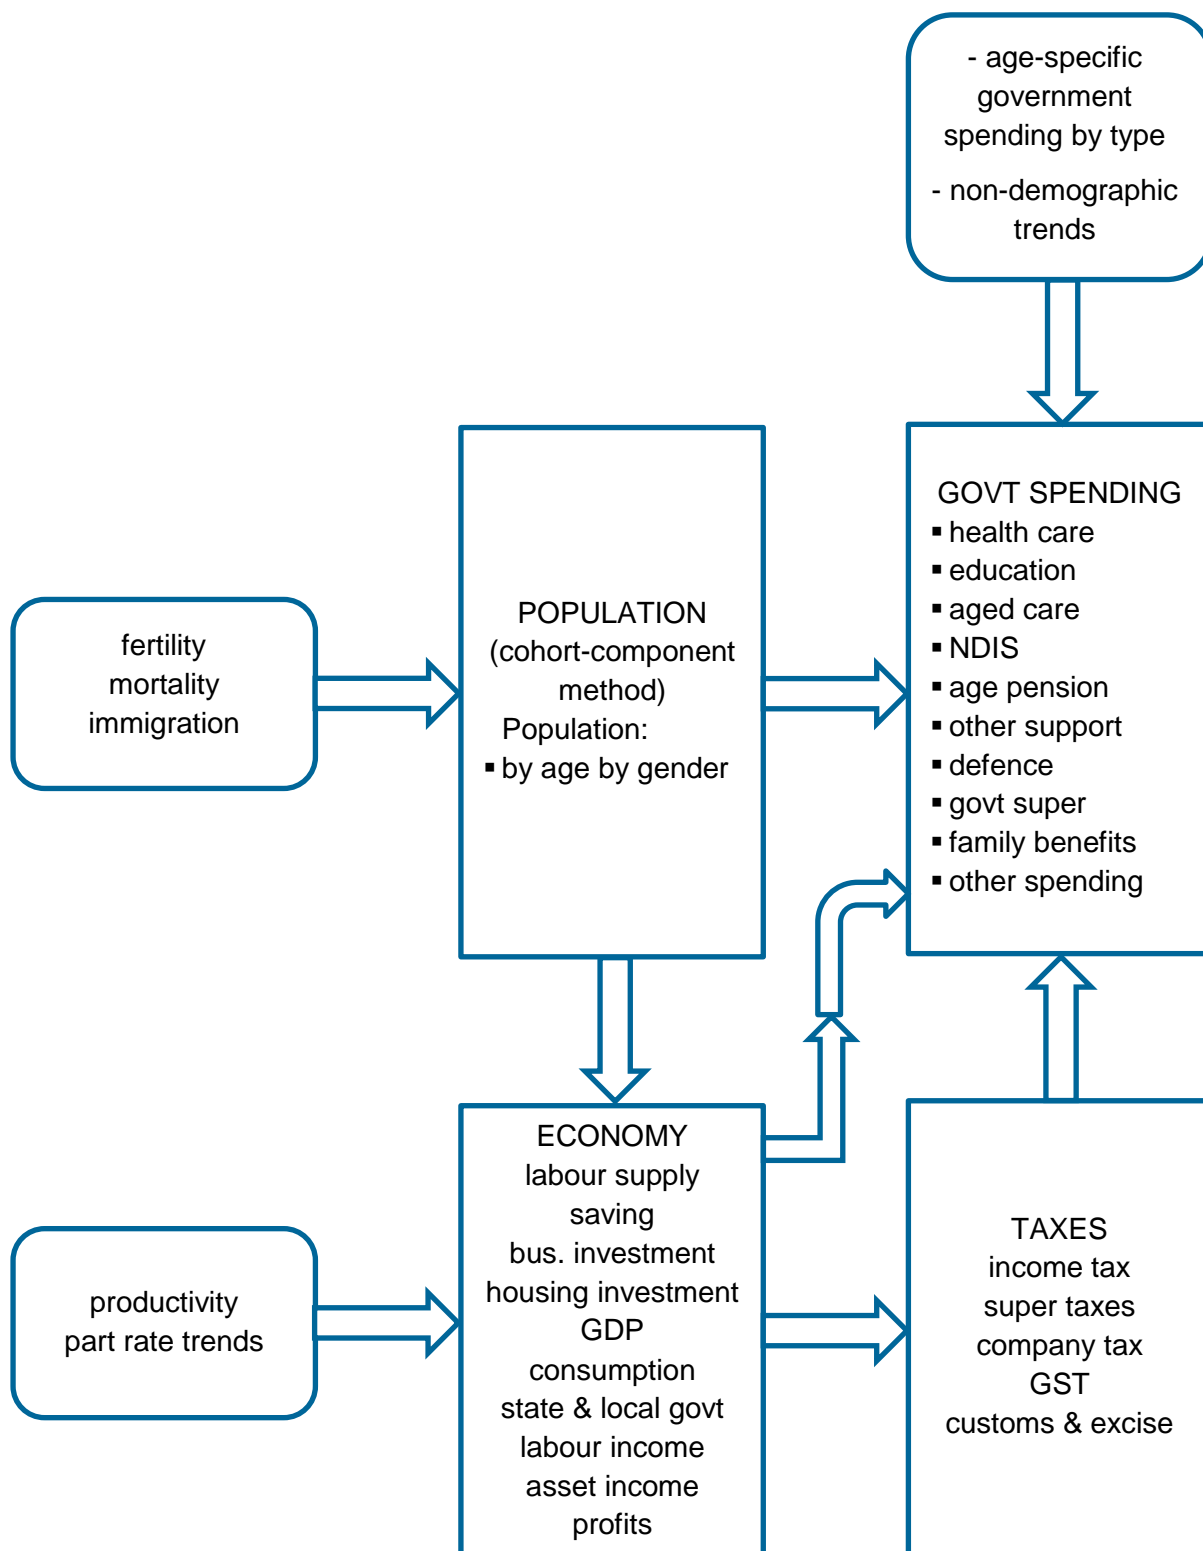 - age-specific
government
spending by type
- non-demographic
trends
fertility
mortality
immigration
POPULATION
(cohort-component
method)
Population:
▪ by age by gender
GOVT SPENDING
▪ health care
▪ education
▪ aged care
▪ NDIS
▪ age pension
▪ other support
▪ defence
▪ govt super
▪ family benefits
▪ other spending
productivity
part rate trends
ECONOMY
labour supply
saving
bus. investment
housing investment
GDP
consumption
state & local govt
labour income
asset income
profits
TAXES
income tax
super taxes
company tax
GST
customs & excise